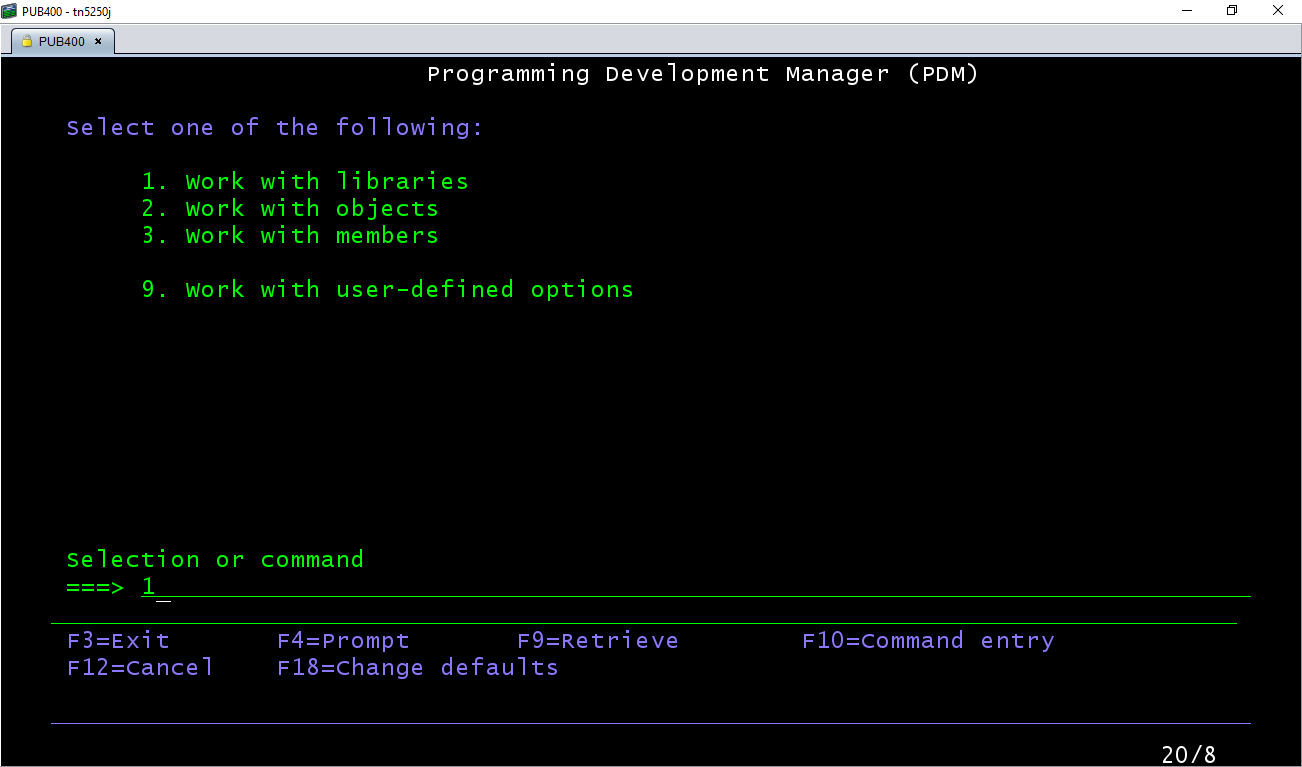 PUB400 - tn5250j
PUB400 ×
Programming Development Manager (PDM)
Select one of the following:
1. Work with libraries
2. Work with objects
3. Work with members
9. Work with user-defined options
Selection or command
===> 1
F3=Exit F4=Prompt F9=Retrieve F10=Command entry
F12=Cancel F18=Change defaults
20/8